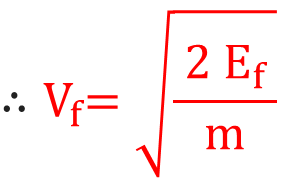 ∴ V_f = √(2 E_f / m)